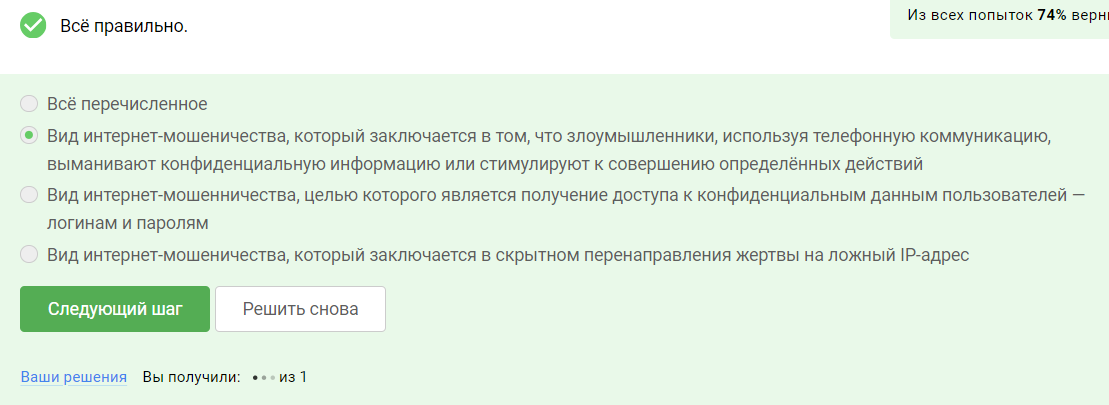 Всё правильно.
Из всех попыток 74% верны
Всё перечисленное
Вид интернет-мошеничества, который заключается в том, что злоумышленники, используя телефонную коммуникацию,
выманивают конфиденциальную информацию или стимулируют к совершению определённых действий
Вид интернет-мошенничества, целью которого является получение доступа к конфиденциальным данным пользователей —
логинам и паролям
Вид интернет-мошеничества, который заключается в скрытном перенаправления жертвы на ложный IP-адрес
Следующий шаг
Решить снова
Ваши решения Вы получили: из 1